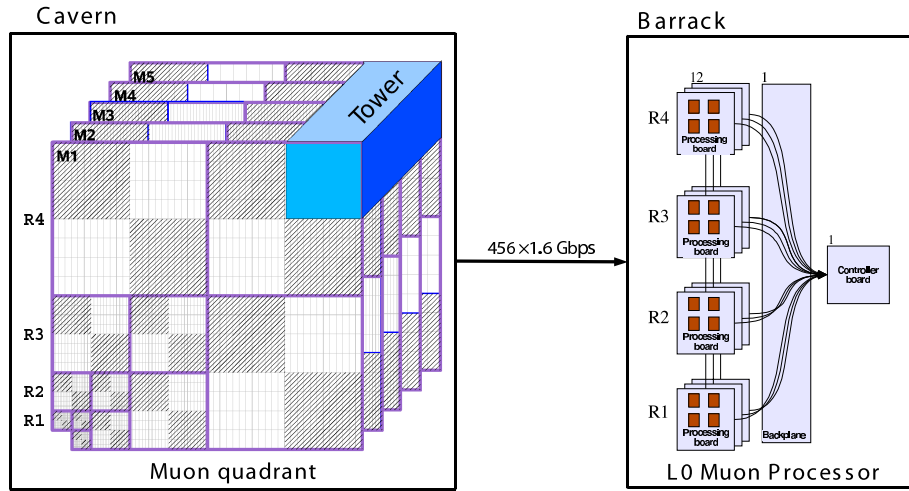 Cavern
M5
M4
M3
M2
M1
Tower
R4
R3
R2
R1
Muon quadrant
456×1.6 Gbps
Barrack
12
1
R4
Processing
board
R3
Processing
board
R2
Processing
board
R1
Processing
board
Backplane
1
Controller
board
L0 Muon Processor